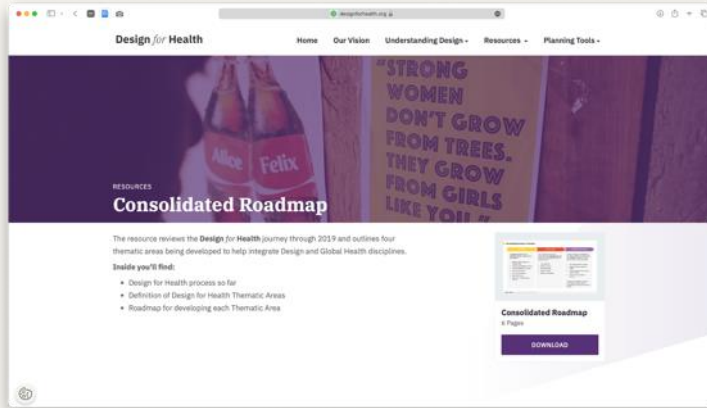 designforhealth.org
Design for Health
Home Our Vision Understanding Design Resources Planning Tools
"STRONG
WOMEN
DON'T GROW
FROM TREES.
THEY GROW
FROM GIRLS
LIKE YOU."
Alice
Felix
RESOURCES
Consolidated Roadmap
The resource reviews the Design for Health journey through 2019 and outlines four
thematic areas being developed to help integrate Design and Global Health disciplines.
Inside you'll find:
• Design for Health process so far
• Definition of Design for Health Thematic Areas
• Roadmap for developing each Thematic Area
Consolidated Roadmap
6 Pages
DOWNLOAD